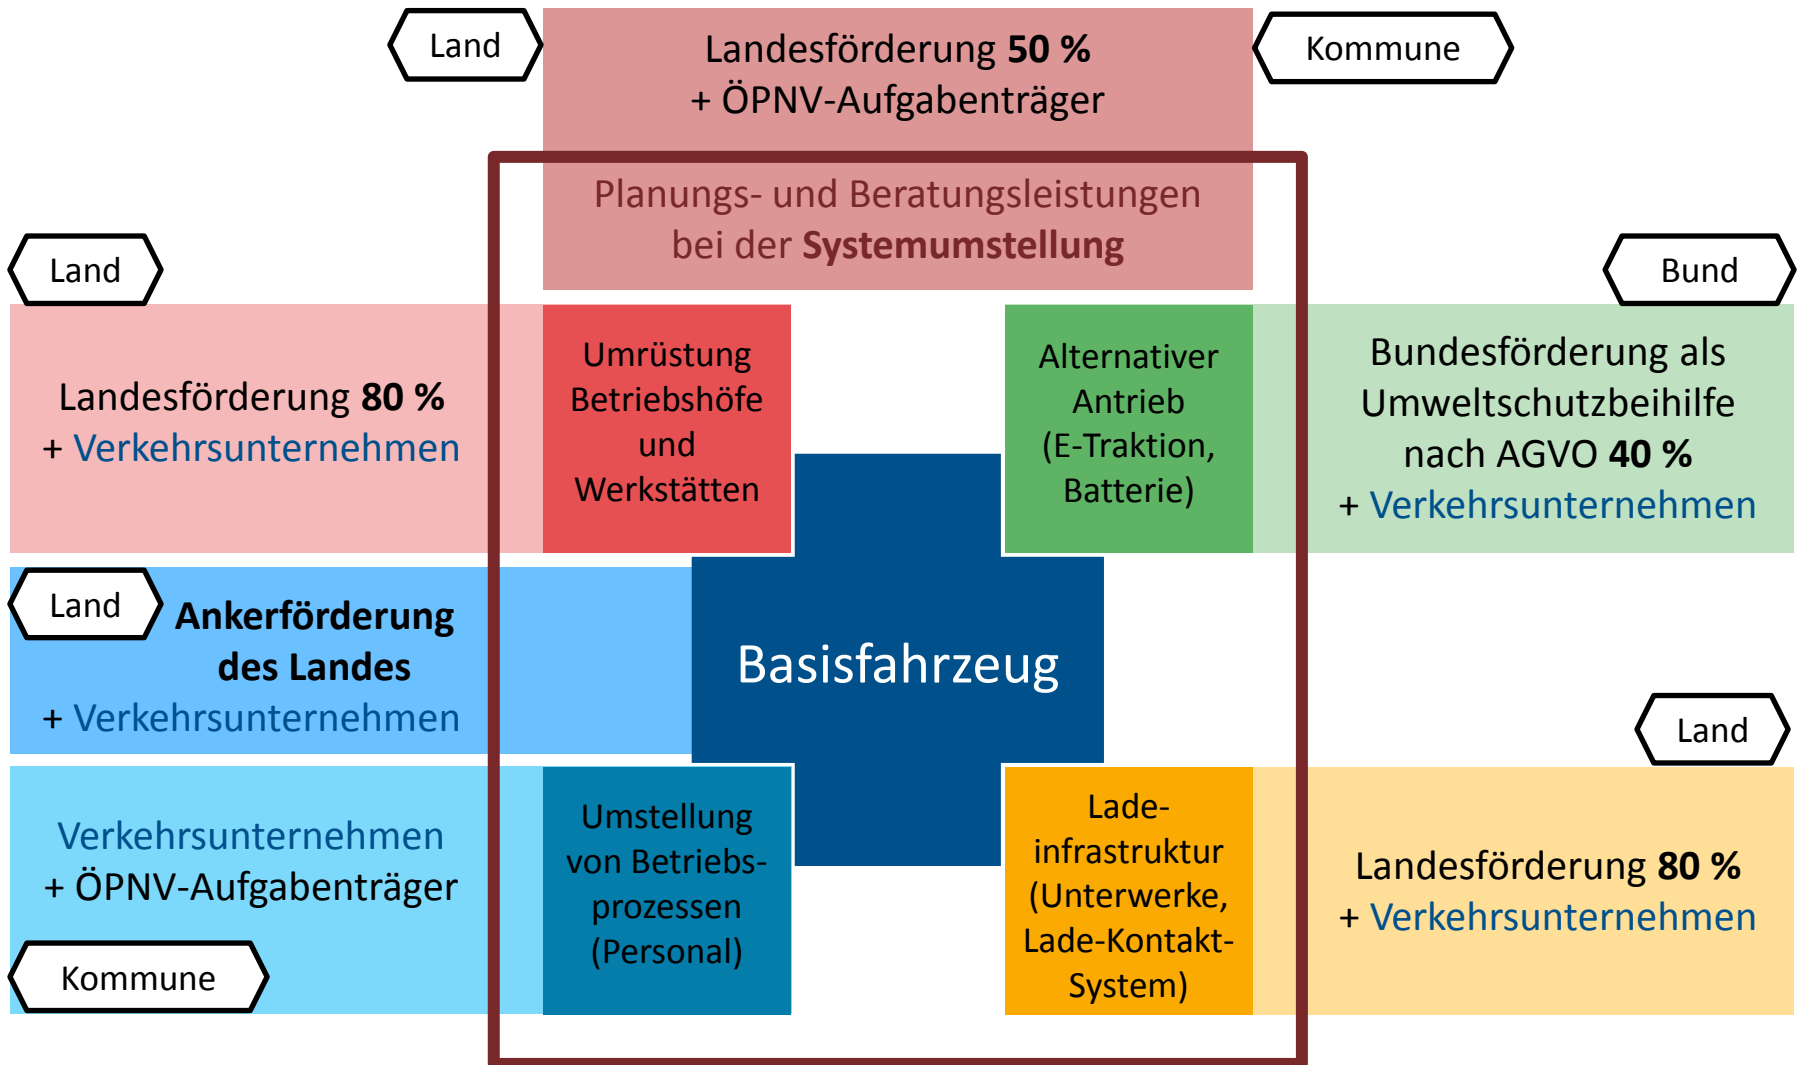 Land
Landesförderung 50 %
+ ÖPNV-Aufgabenträger
Kommune
Planungs- und Beratungsleistungen
bei der Systemumstellung
Land
Landesförderung 80 %
+ Verkehrsunternehmen
Umrüstung
Betriebshöfe
und
Werkstätten
Alternativer
Antrieb
(E-Traktion,
Batterie)
Bund
Bundesförderung als
Umweltschutzbeihilfe
nach AGVO 40 %
+ Verkehrsunternehmen
Land
Ankerförderung
des Landes
+ Verkehrsunternehmen
Basisfahrzeug
Verkehrsunternehmen
+ ÖPNV-Aufgabenträger
Kommune
Umstellung
von Betriebs-
prozessen
(Personal)
Lade-
infrastruktur
(Unterwerke,
Lade-Kontakt-
System)
Land
Landesförderung 80 %
+ Verkehrsunternehmen